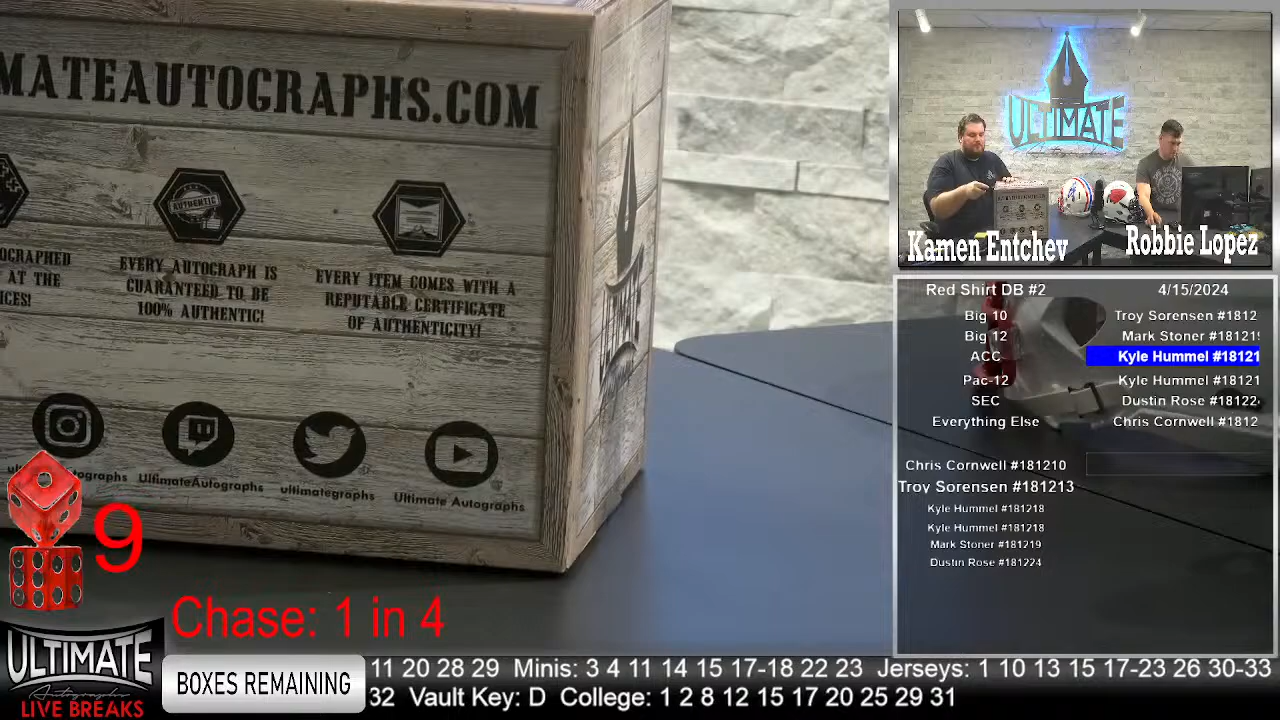 MATEAUTOGRAPHS.COM
AUTHENTIC
OGRAPHED
AT THE
ICES!
EVERY AUTOGRAPH IS
GUARANTEED TO BE
100% AUTHENTIC!
EVERY ITEM COMES WITH A
REPUTABLE CERTIFICATE
OF AUTHENTICITY!
ULTIMATE
UltimateAutographs
ultimategraphs
Ultimate Autographs
9
Chase: 1 in 4
ULTIMATE
Autographs
LIVE BREAKS
BOXES REMAINING
11 20 28 29 Minis: 3 4 11 14 15 17-18 22 23 Jerseys: 1 10 13 15 17-23 26 30-33
32 Vault Key: D College: 1 2 8 12 15 17 20 25 29 31
ULTIMATE
Kamen Entchev
Robbie Lopez
Red Shirt DB #2 4/15/2024
Big 10 Troy Sorensen #1812
Big 12 Mark Stoner #18121
ACC Kyle Hummel #18121
Pac-12 Kyle Hummel #18121
SEC Dustin Rose #18122
Everything Else Chris Cornwell #1812
Chris Cornwell #181210
Troy Sorensen #181213
Kyle Hummel #181218
Kyle Hummel #181218
Mark Stoner #181219
Dustin Rose #181224